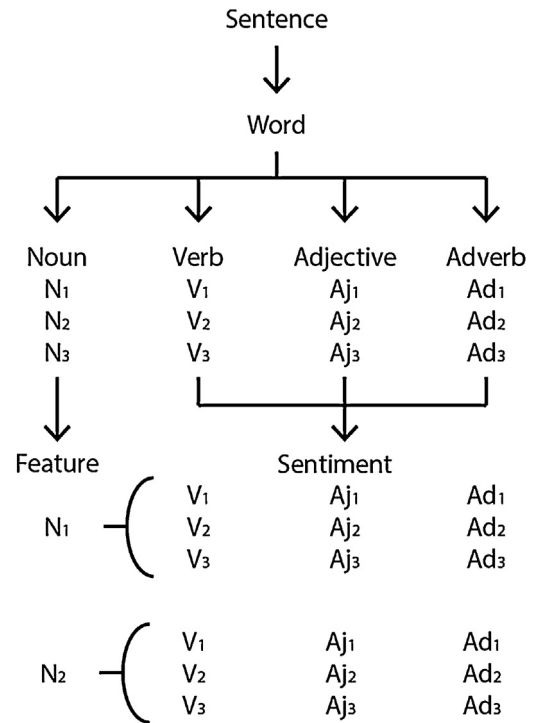 Sentence
Word
Noun Verb Adjective Adverb
N1 V1 Aj1 Ad1
N2 V2 Aj2 Ad2
N3 V3 Aj3 Ad3
Feature Sentiment
V1 Aj1 Ad1
N1 V2 Aj2 Ad2
V3 Aj3 Ad3
V1 Aj1 Ad1
N2 V2 Aj2 Ad2
V3 Aj3 Ad3